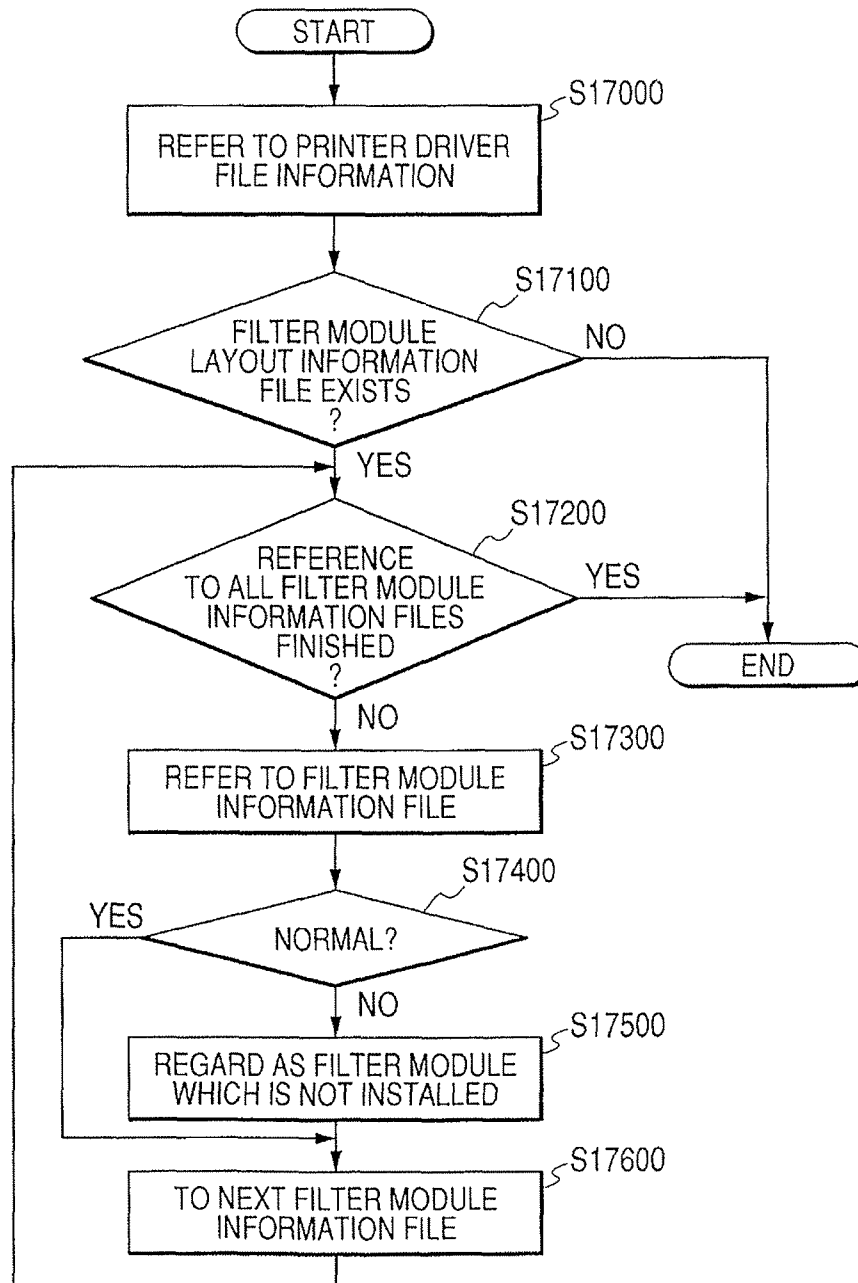 START
S17000
REFER TO PRINTER DRIVER
FILE INFORMATION
S17100
FILTER MODULE
LAYOUT INFORMATION
FILE EXISTS
?
NO
YES
S17200
REFERENCE
TO ALL FILTER MODULE
INFORMATION FILES
FINISHED
?
YES
END
NO
S17300
REFER TO FILTER MODULE
INFORMATION FILE
S17400
YES
NORMAL?
NO
S17500
REGARD AS FILTER MODULE
WHICH IS NOT INSTALLED
S17600
TO NEXT FILTER MODULE
INFORMATION FILE